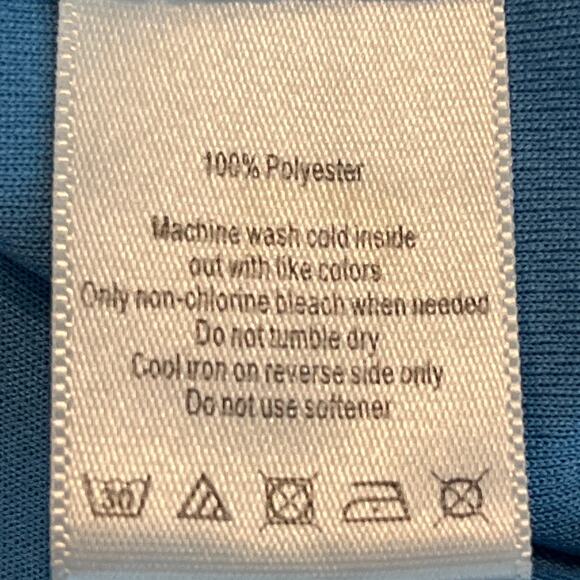 100% Polyester
Machine wash cold inside
out with like colors
Only non-chlorine bleach when needed
Do not tumble dry
Cool iron on reverse side only
Do not use softener
30